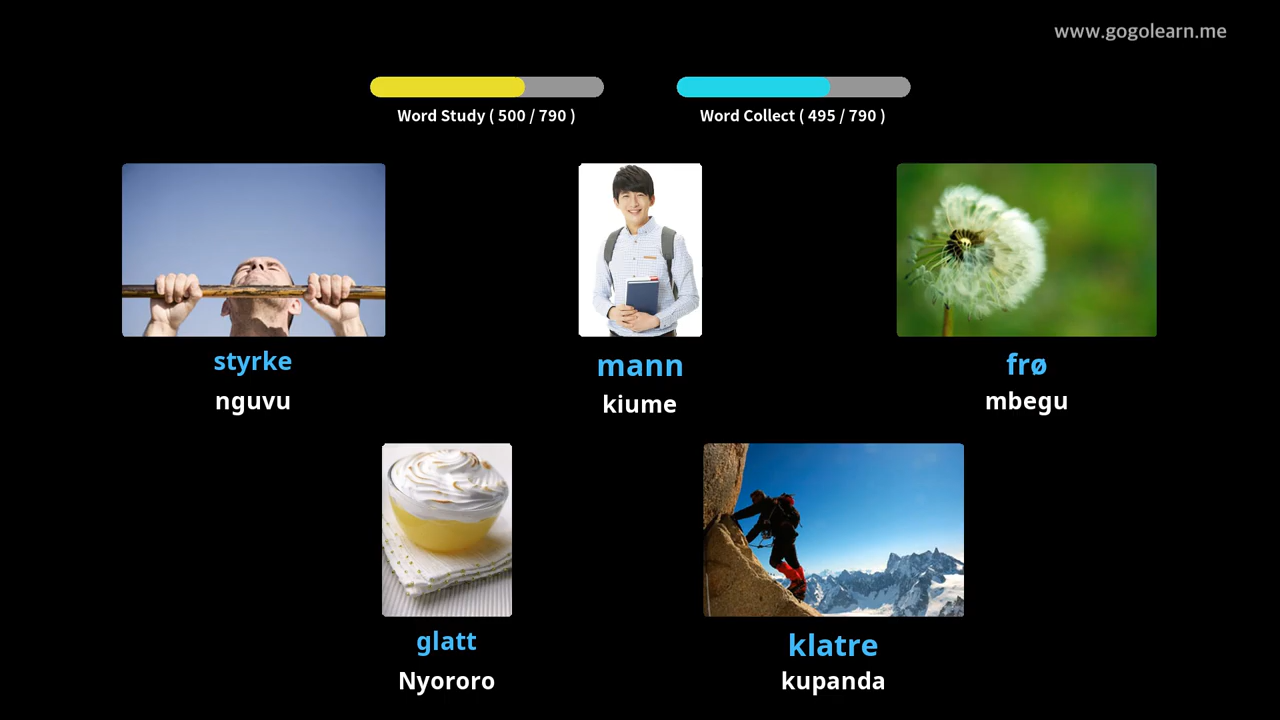 www.gogolearn.me
Word Study ( 500 / 790 )
Word Collect ( 495 / 790 )
styrke
nguvu
mann
kiume
frø
mbegu
glatt
Nyororo
klatre
kupanda